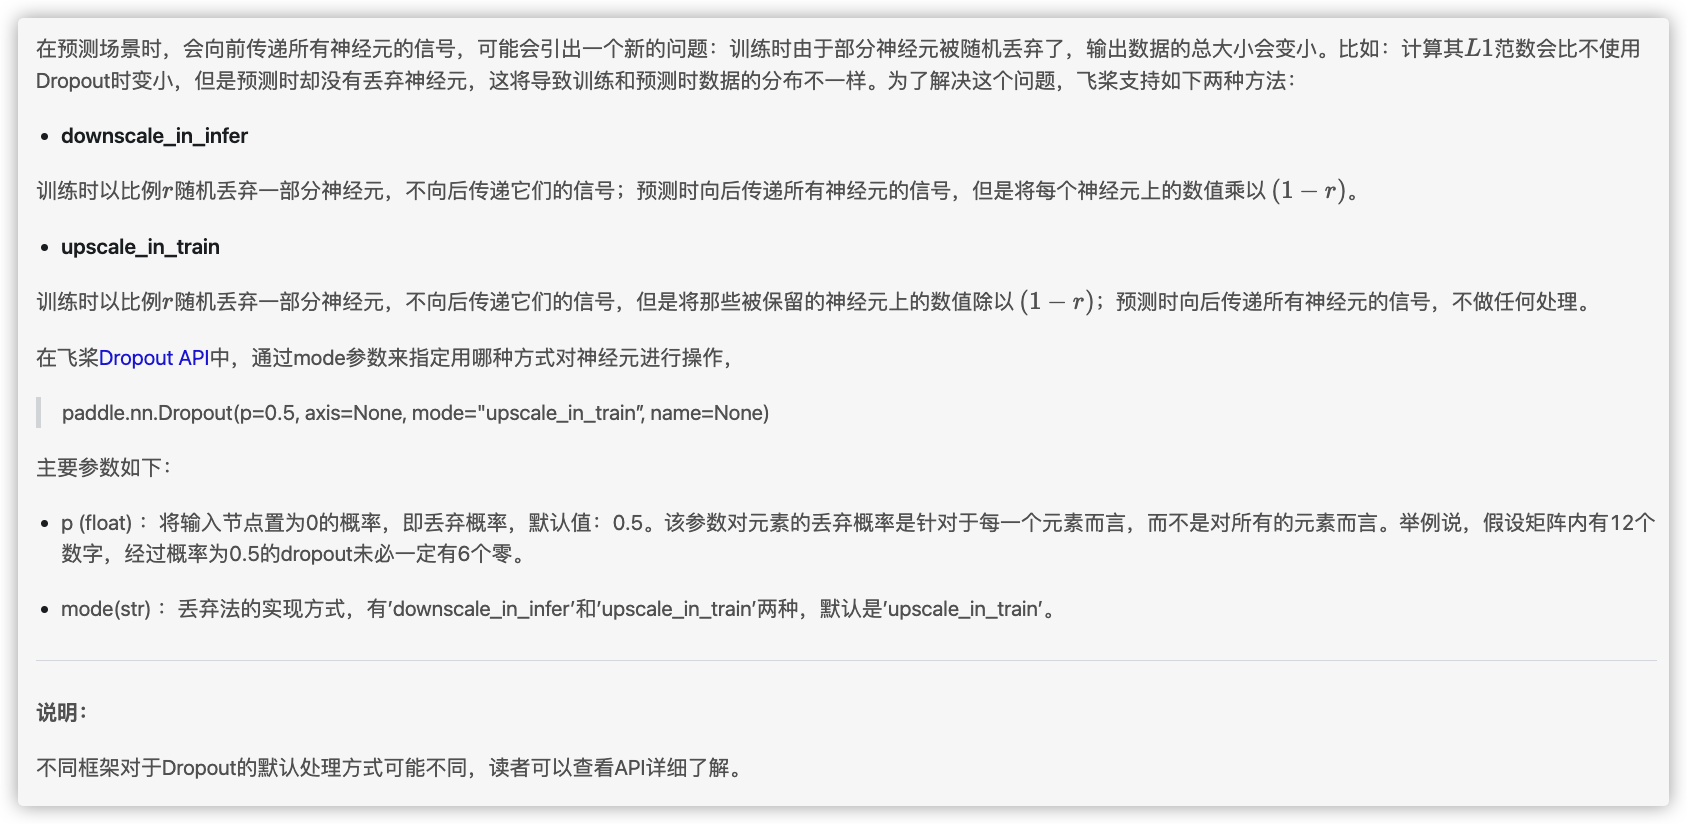 在预测场景时，会向前传递所有神经元的信号，可能会引出一个新的问题：训练时由于部分神经元被随机丢弃了，输出数据的总大小会变小。比如：计算其L1范数会比不使用
Dropout时变小，但是预测时却没有丢弃神经元，这将导致训练和预测时数据的分布不一样。为了解决这个问题，飞桨支持如下两种方法：
• downscale_in_infer
训练时以比例r随机丢弃一部分神经元，不向后传递它们的信号；预测时向后传递所有神经元的信号，但是将每个神经元上的数值乘以 (1 − r)。
• upscale_in_train
训练时以比例r随机丢弃一部分神经元，不向后传递它们的信号，但是将那些被保留的神经元上的数值除以 (1 − r)；预测时向后传递所有神经元的信号，不做任何处理。
在飞桨Dropout API中，通过mode参数来指定用哪种方式对神经元进行操作，
paddle.nn.Dropout(p=0.5, axis=None, mode="upscale_in_train”, name=None)
主要参数如下：
• p (float) ：将输入节点置为0的概率，即丢弃概率，默认值：0.5。该参数对元素的丢弃概率是针对于每一个元素而言，而不是对所有的元素而言。举例说，假设矩阵内有12个
数字，经过概率为0.5的dropout未必一定有6个零。
• mode(str) ：丢弃法的实现方式，有’downscale_in_infer’和’upscale_in_train’两种，默认是’upscale_in_train’。
说明：
不同框架对于Dropout的默认处理方式可能不同，读者可以查看API详细了解。